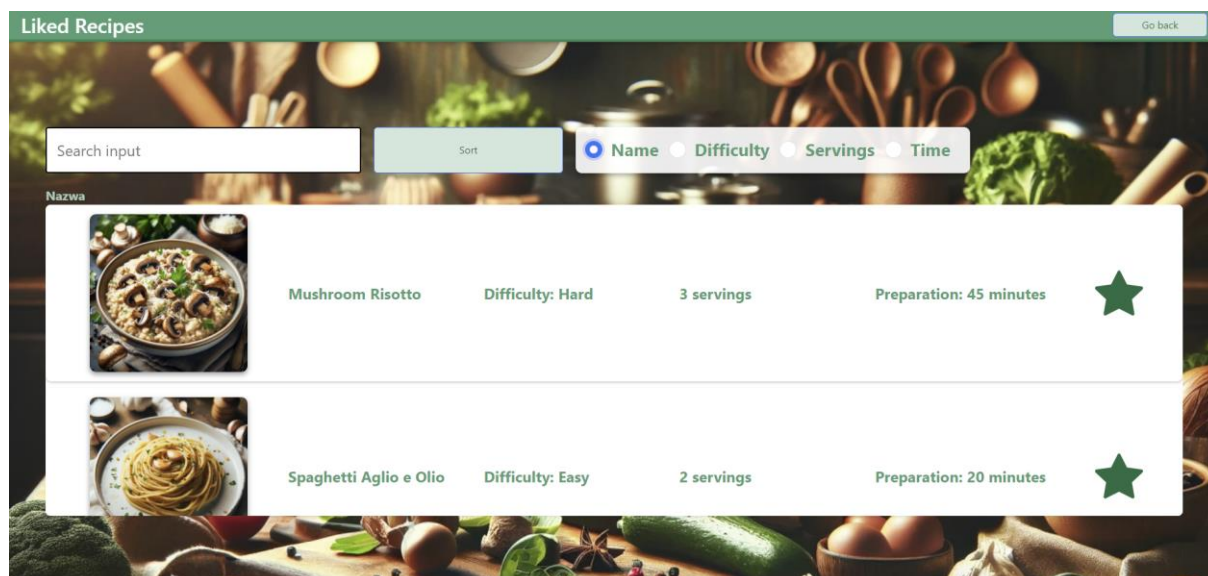 Liked Recipes
Go back
Search input
Sort
Name Difficulty Servings Time
Nazwa
Mushroom Risotto Difficulty: Hard 3 servings Preparation: 45 minutes
Spaghetti Aglio e Olio Difficulty: Easy 2 servings Preparation: 20 minutes